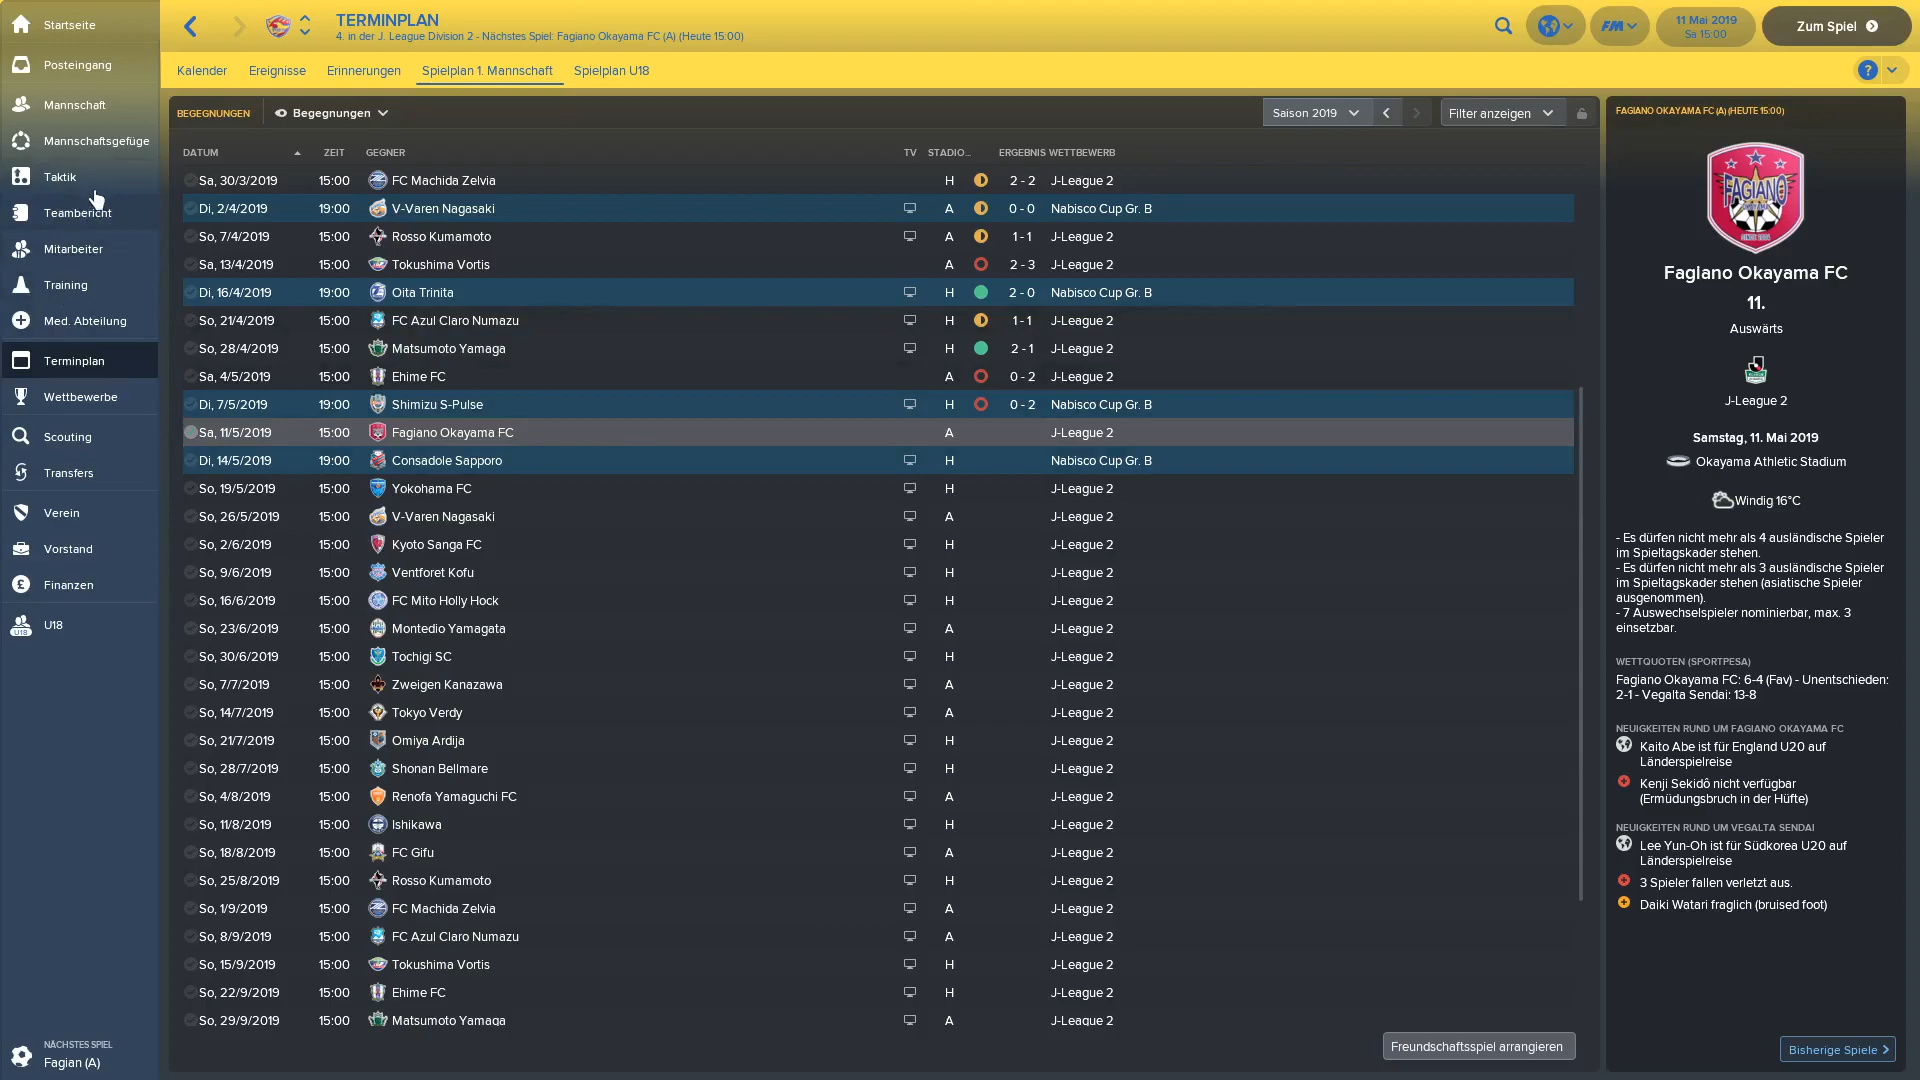 Startseite
Posteingang
Mannschaft
Mannschaftsgefüge
Taktik
Teambericht
Mitarbeiter
Training
Med. Abteilung
Terminplan
Wettbewerbe
Scouting
Transfers
Verein
Vorstand
Finanzen
U18
NÄCHSTES SPIEL
Fagian (A)
TERMINPLAN
4. in der J. League Division 2 - Nächstes Spiel: Fagiano Okayama FC (A) (Heute 15:00)
FM
11 Mai 2019
Sa 15:00
Zum Spiel
Kalender Ereignisse Erinnerungen Spielplan 1. Mannschaft Spielplan U18
?
BEGEGNUNGEN Begegnungen Saison 2019 Filter anzeigen
DATUM ZEIT GEGNER TV STADIO... ERGEBNIS WETTBEWERB
Sa, 30/3/2019 15:00 FC Machida Zelvia H 2 - 2 J-League 2
Di, 2/4/2019 19:00 V-Varen Nagasaki A 0 - 0 Nabisco Cup Gr. B
So, 7/4/2019 15:00 Rosso Kumamoto A 1 - 1 J-League 2
Sa, 13/4/2019 15:00 Tokushima Vortis A 2 - 3 J-League 2
Di, 16/4/2019 19:00 Oita Trinita H 2 - 0 Nabisco Cup Gr. B
So, 21/4/2019 15:00 FC Azul Claro Numazu H 1 - 1 J-League 2
So, 28/4/2019 15:00 Matsumoto Yamaga H 2 - 1 J-League 2
Sa, 4/5/2019 15:00 Ehime FC A 0 - 2 J-League 2
Di, 7/5/2019 19:00 Shimizu S-Pulse H 0 - 2 Nabisco Cup Gr. B
Sa, 11/5/2019 15:00 Fagiano Okayama FC A J-League 2
Di, 14/5/2019 19:00 Consadole Sapporo H Nabisco Cup Gr. B
So, 19/5/2019 15:00 Yokohama FC H J-League 2
So, 26/5/2019 15:00 V-Varen Nagasaki A J-League 2
So, 2/6/2019 15:00 Kyoto Sanga FC H J-League 2
So, 9/6/2019 15:00 Ventforet Kofu H J-League 2
So, 16/6/2019 15:00 FC Mito Holly Hock H J-League 2
So, 23/6/2019 15:00 Montedio Yamagata A J-League 2
So, 30/6/2019 15:00 Tochigi SC H J-League 2
So, 7/7/2019 15:00 Zweigen Kanazawa A J-League 2
So, 14/7/2019 15:00 Tokyo Verdy A J-League 2
So, 21/7/2019 15:00 Omiya Ardija H J-League 2
So, 28/7/2019 15:00 Shonan Bellmare H J-League 2
So, 4/8/2019 15:00 Renofa Yamaguchi FC A J-League 2
So, 11/8/2019 15:00 Ishikawa H J-League 2
So, 18/8/2019 15:00 FC Gifu A J-League 2
So, 25/8/2019 15:00 Rosso Kumamoto H J-League 2
So, 1/9/2019 15:00 FC Machida Zelvia A J-League 2
So, 8/9/2019 15:00 FC Azul Claro Numazu A J-League 2
So, 15/9/2019 15:00 Tokushima Vortis H J-League 2
So, 22/9/2019 15:00 Ehime FC H J-League 2
So, 29/9/2019 15:00 Matsumoto Yamaga A J-League 2
Freundschaftsspiel arrangieren
FAGIANO OKAYAMA FC (A) (HEUTE 15:00)
FAGIANO
OKAYAMA
Fagiano Okayama FC
11.
Auswärts
J-League 2
Samstag, 11. Mai 2019
Okayama Athletic Stadium
Windig 16°C
- Es dürfen nicht mehr als 4 ausländische Spieler
im Spieltagskader stehen.
- Es dürfen nicht mehr als 3 ausländische Spieler
im Spieltagskader stehen (asiatische Spieler
ausgenommen).
- 7 Auswechselspieler nominierbar, max. 3
einsetzbar.
WETTQUOTEN (SPORTPESA)
Fagiano Okayama FC: 6-4 (Fav) - Unentschieden:
2-1 - Vegalta Sendai: 13-8
NEUIGKEITEN RUND UM FAGIANO OKAYAMA FC
Kaito Abe ist für England U20 auf
Länderspielreise
Kenji Sekidô nicht verfügbar
(Ermüdungsbruch in der Hüfte)
NEUIGKEITEN RUND UM VEGALTA SENDAI
Lee Yun-Oh ist für Südkorea U20 auf
Länderspielreise
3 Spieler fallen verletzt aus.
Daiki Watari fraglich (bruised foot)
Bisherige Spiele